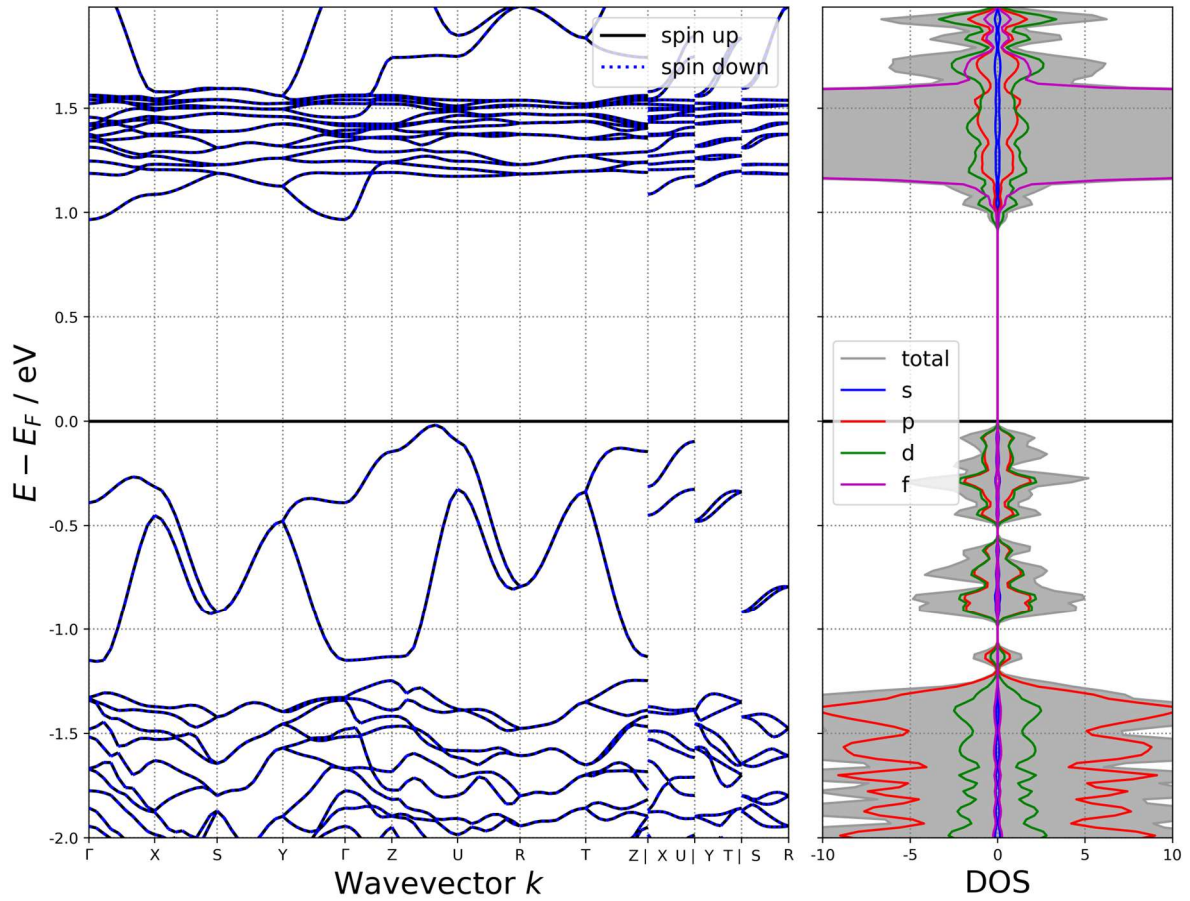 E − E_F / eV
1.5
1.0
0.5
0.0
-0.5
-1.0
-1.5
-2.0
spin up
spin down
Γ X S Y Γ Z U R T Z| X U| Y T| S R
Wavevector k
total
s
p
d
f
-10 -5 0 5 10
DOS